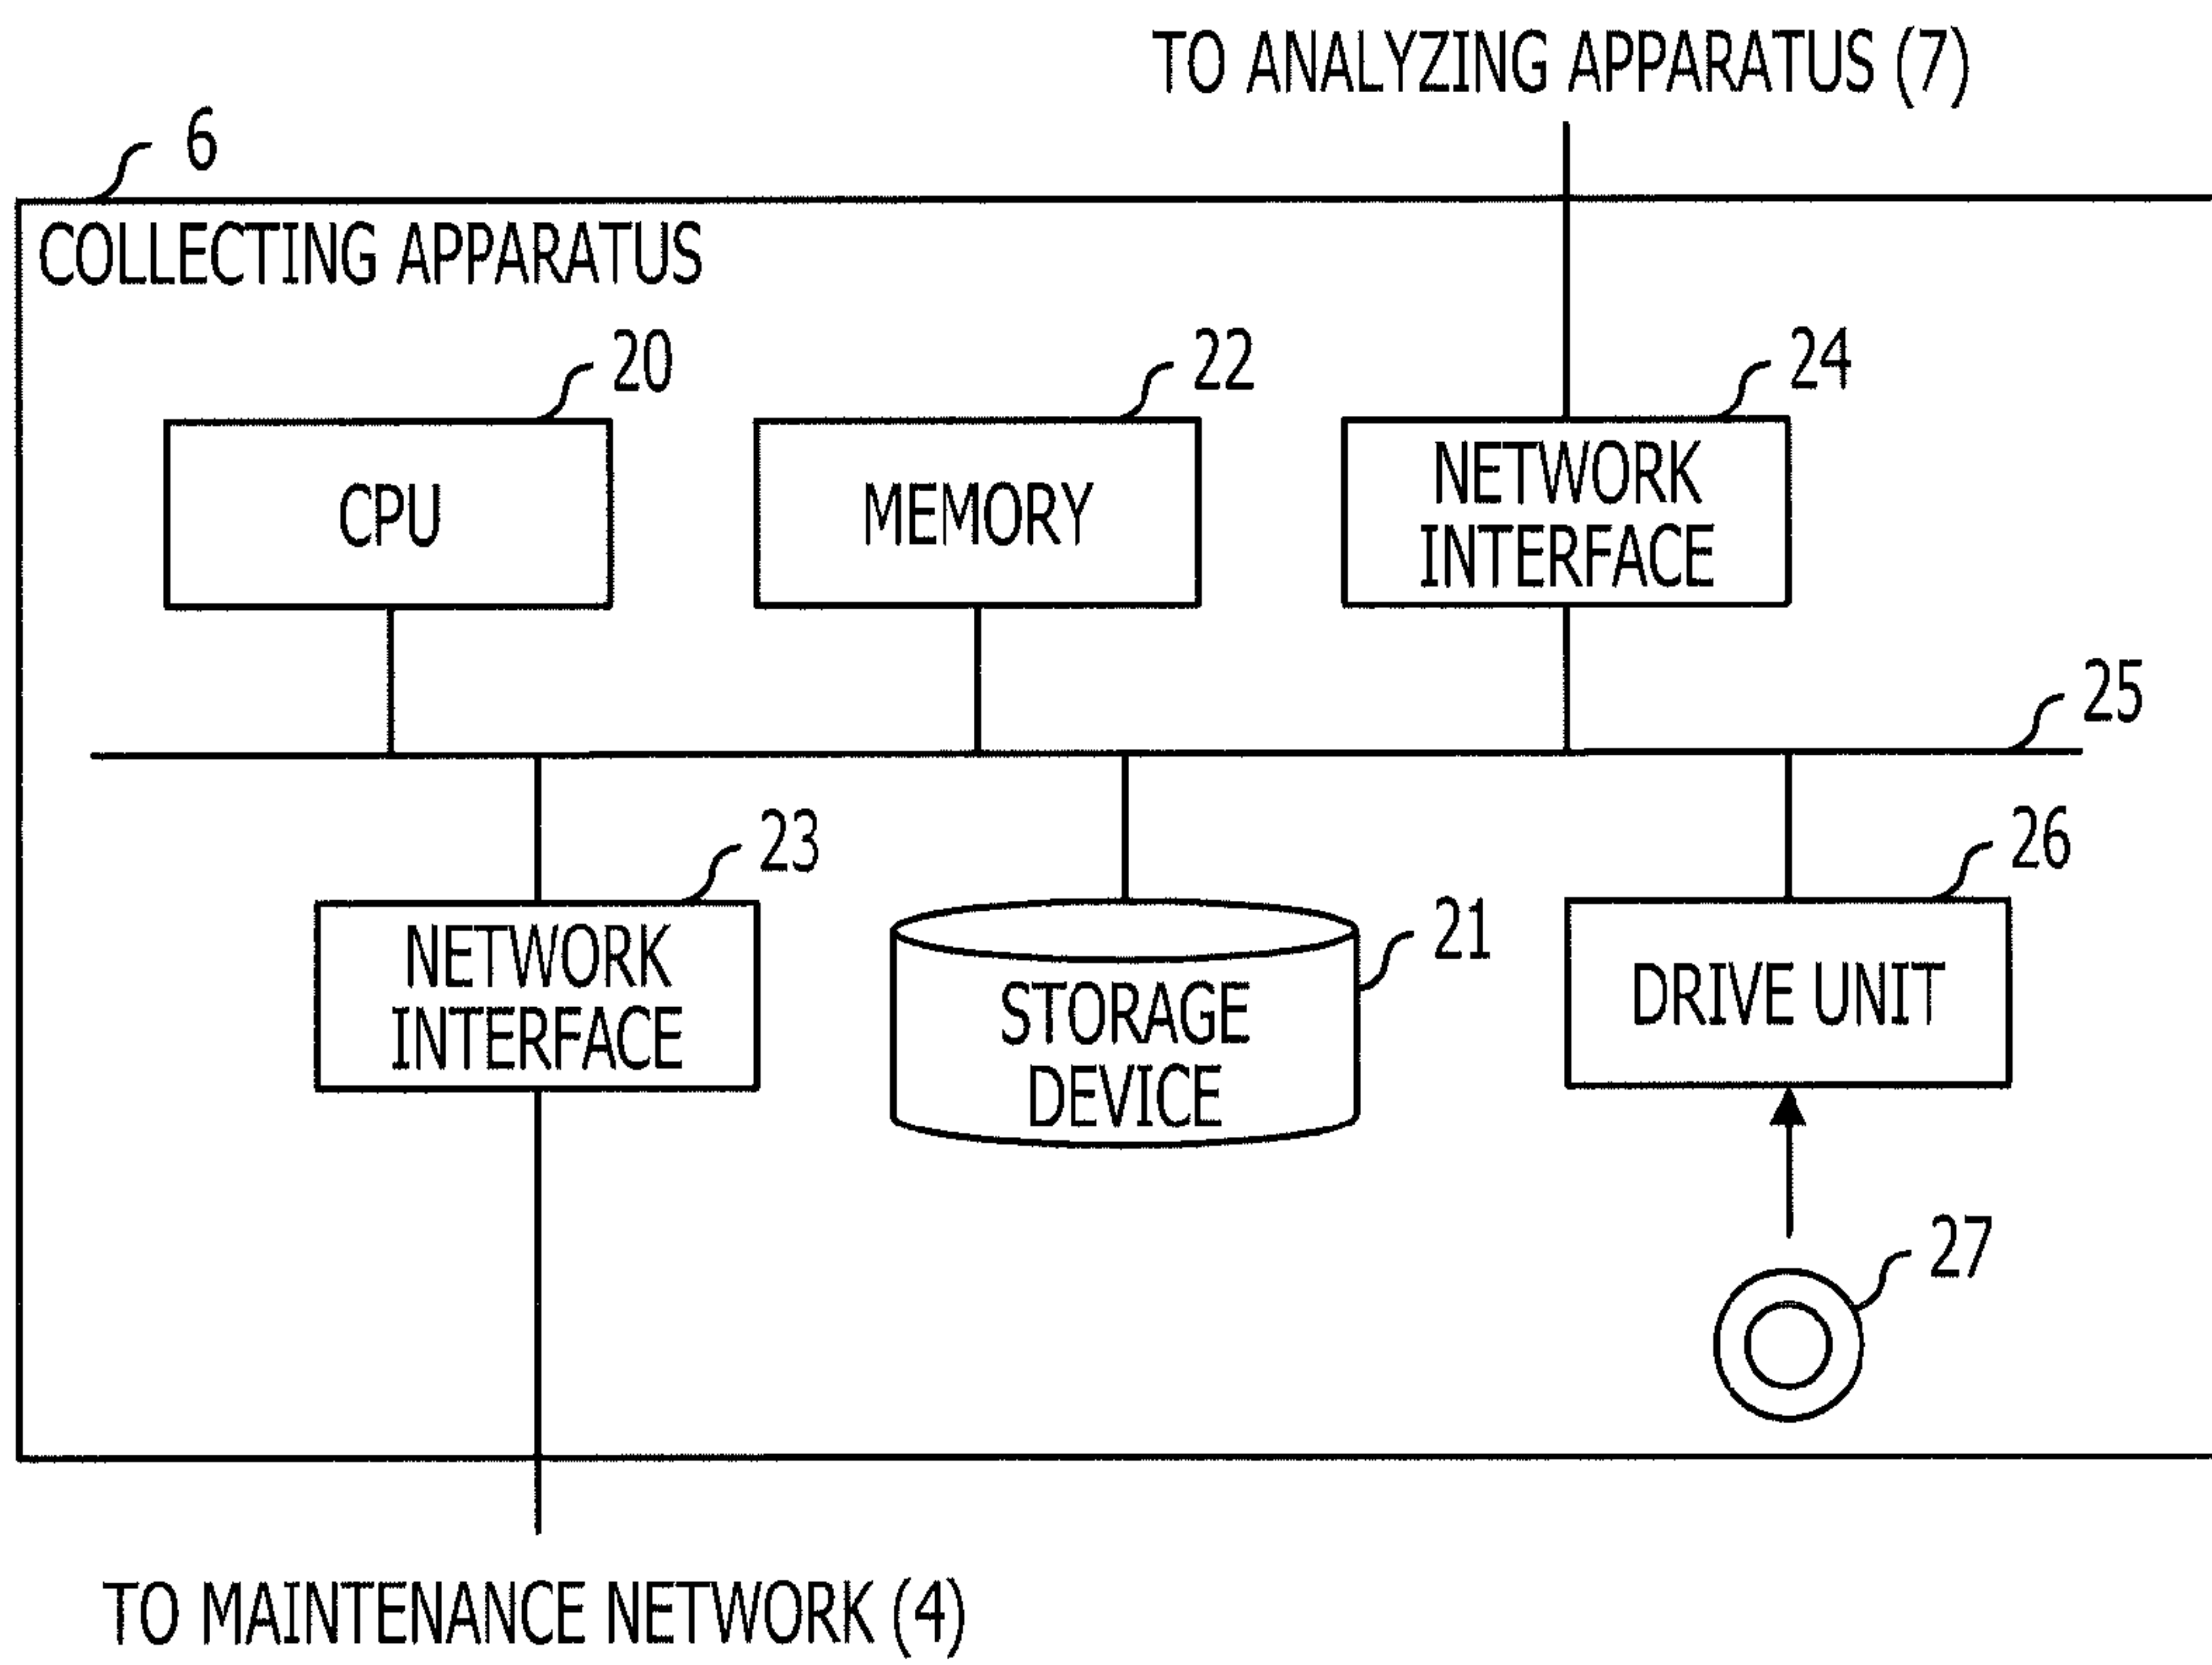 TO ANALYZING APPARATUS (7)
6
COLLECTING APPARATUS
20
22
24
CPU
MEMORY
NETWORK
INTERFACE
25
23
26
21
NETWORK
INTERFACE
STORAGE
DEVICE
DRIVE UNIT
27
TO MAINTENANCE NETWORK (4)